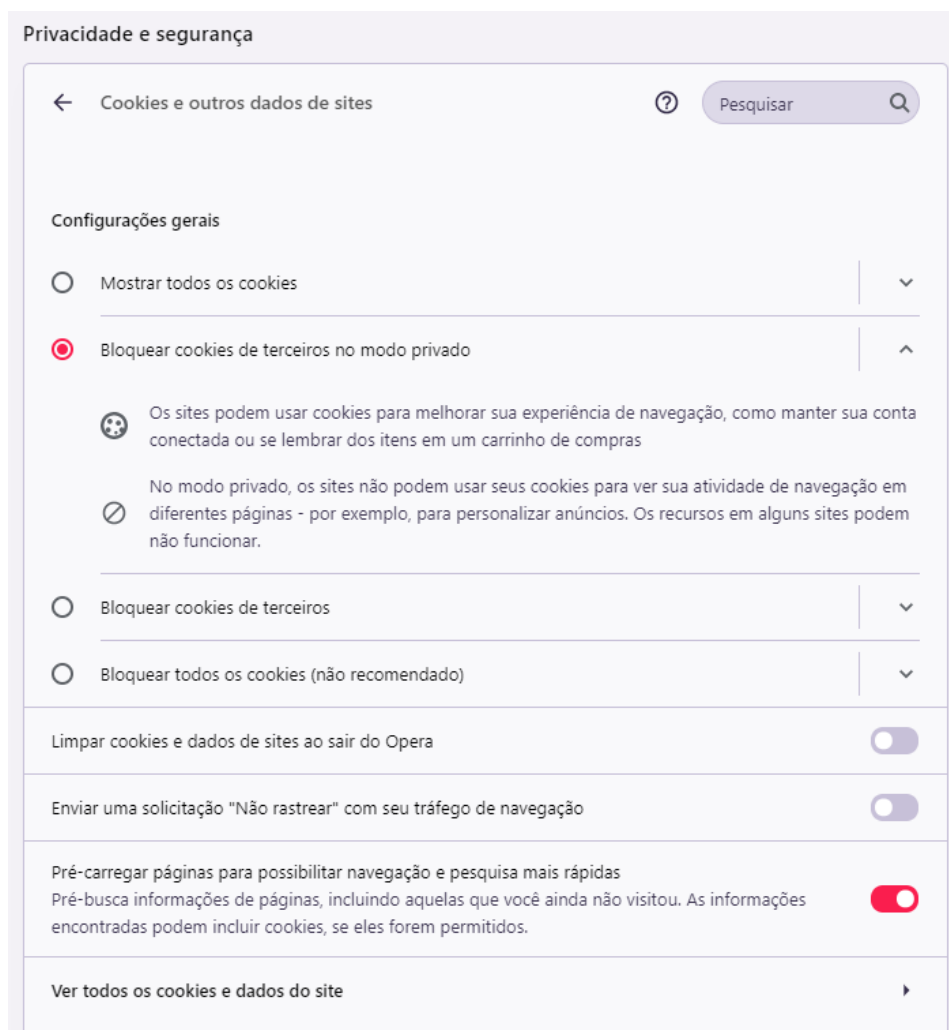 Privacidade e segurança
Cookies e outros dados de sites
Pesquisar
Configurações gerais
Mostrar todos os cookies
Bloquear cookies de terceiros no modo privado
Os sites podem usar cookies para melhorar sua experiência de navegação, como manter sua conta
conectada ou se lembrar dos itens em um carrinho de compras
No modo privado, os sites não podem usar seus cookies para ver sua atividade de navegação em
diferentes páginas - por exemplo, para personalizar anúncios. Os recursos em alguns sites podem
não funcionar.
Bloquear cookies de terceiros
Bloquear todos os cookies (não recomendado)
Limpar cookies e dados de sites ao sair do Opera
Enviar uma solicitação "Não rastrear" com seu tráfego de navegação
Pré-carregar páginas para possibilitar navegação e pesquisa mais rápidas
Pré-busca informações de páginas, incluindo aquelas que você ainda não visitou. As informações
encontradas podem incluir cookies, se eles forem permitidos.
Ver todos os cookies e dados do site